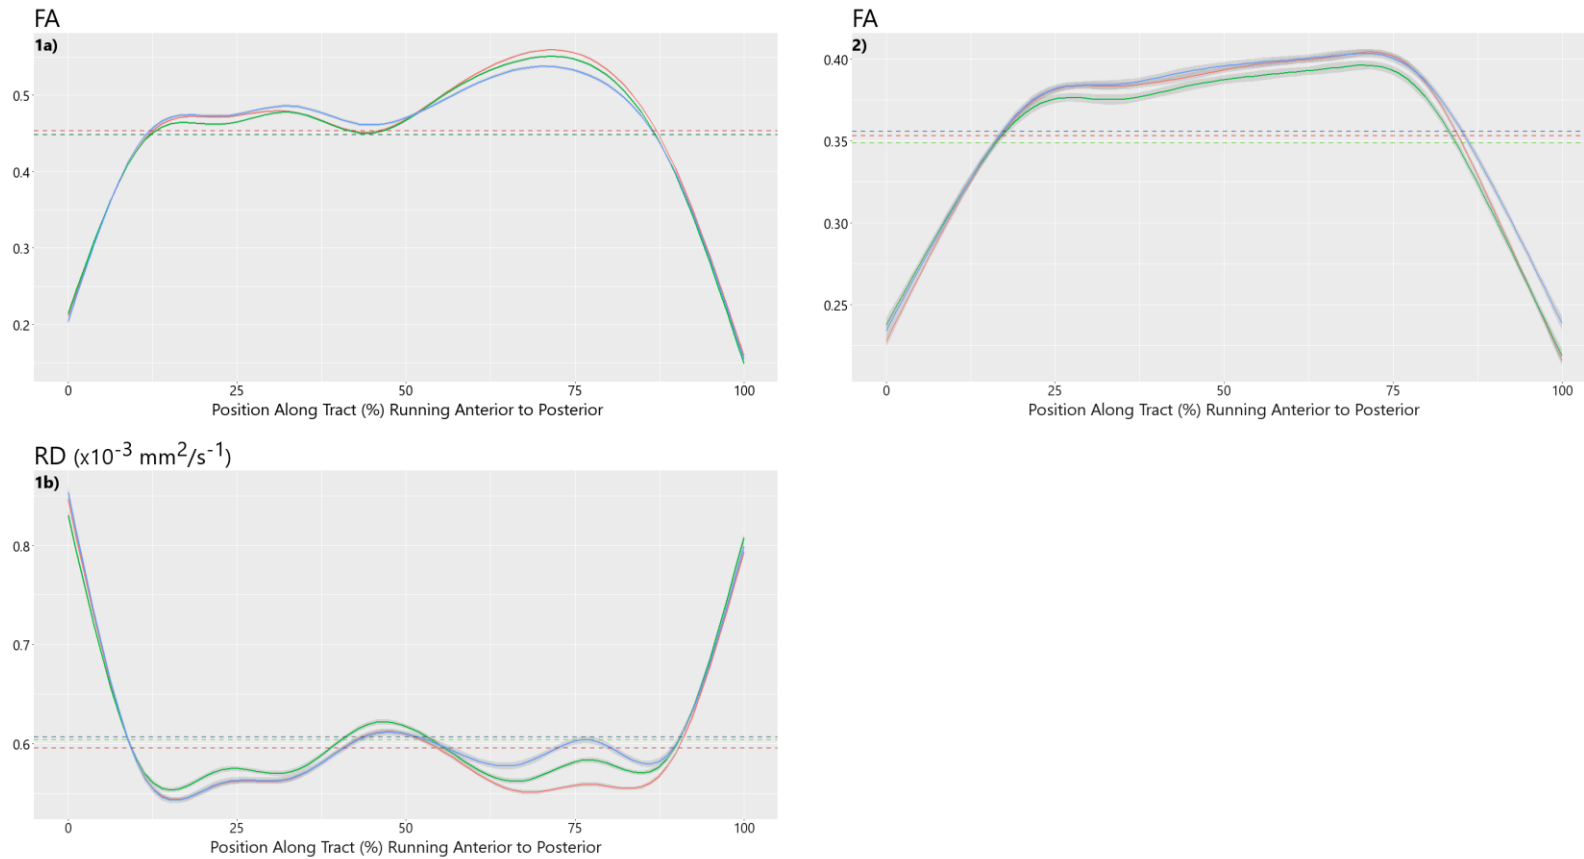 FA
1a)
0.5
0.4
0.3
0.2
0 25 50 75 100
Position Along Tract (%) Running Anterior to Posterior
FA
2)
0.40
0.35
0.30
0.25
0 25 50 75 100
Position Along Tract (%) Running Anterior to Posterior
RD (x10⁻³ mm²/s⁻¹)
1b)
0.8
0.7
0.6
0 25 50 75 100
Position Along Tract (%) Running Anterior to Posterior